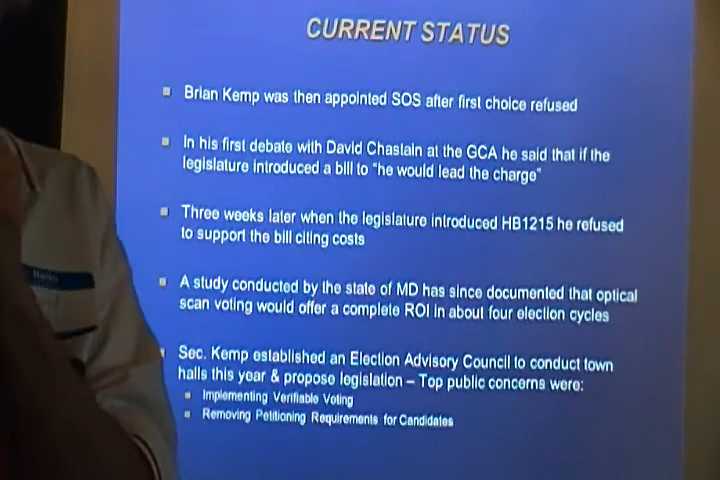 CURRENT STATUS
Brian Kemp was then appointed SOS after first choice refused
In his first debate with David Chastain at the GCA he said that if the
legislature introduced a bill to "he would lead the charge"
Three weeks later when the legislature introduced HB1215 he refused
to support the bill citing costs
A study conducted by the state of MD has since documented that optical
scan voting would offer a complete ROI in about four election cycles
Sec. Kemp established an Election Advisory Council to conduct town
halls this year & propose legislation – Top public concerns were:
Implementing Verifiable Voting
Removing Petitioning Requirements for Candidates